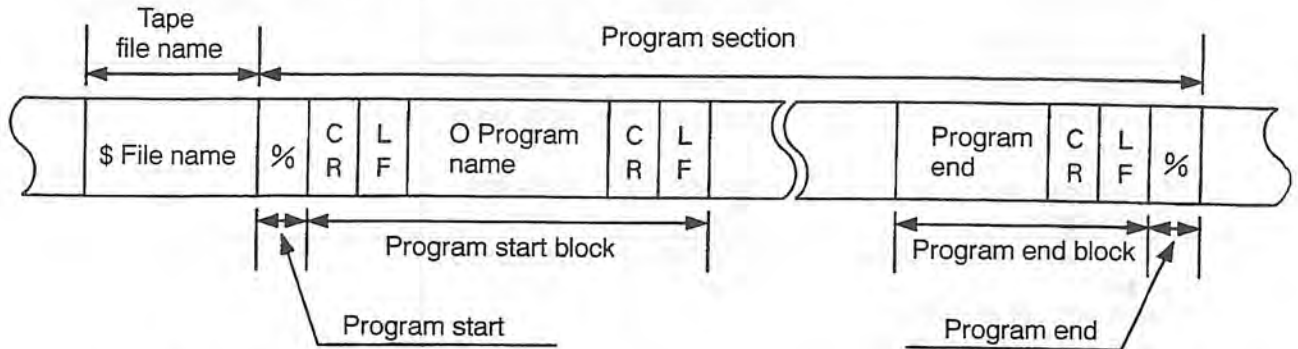 Tape
file name
Program section
$ File name
%
C
R
L
F
O Program
name
C
R
L
F
Program
end
C
R
L
F
%
Program start block
Program end block
Program start
Program end